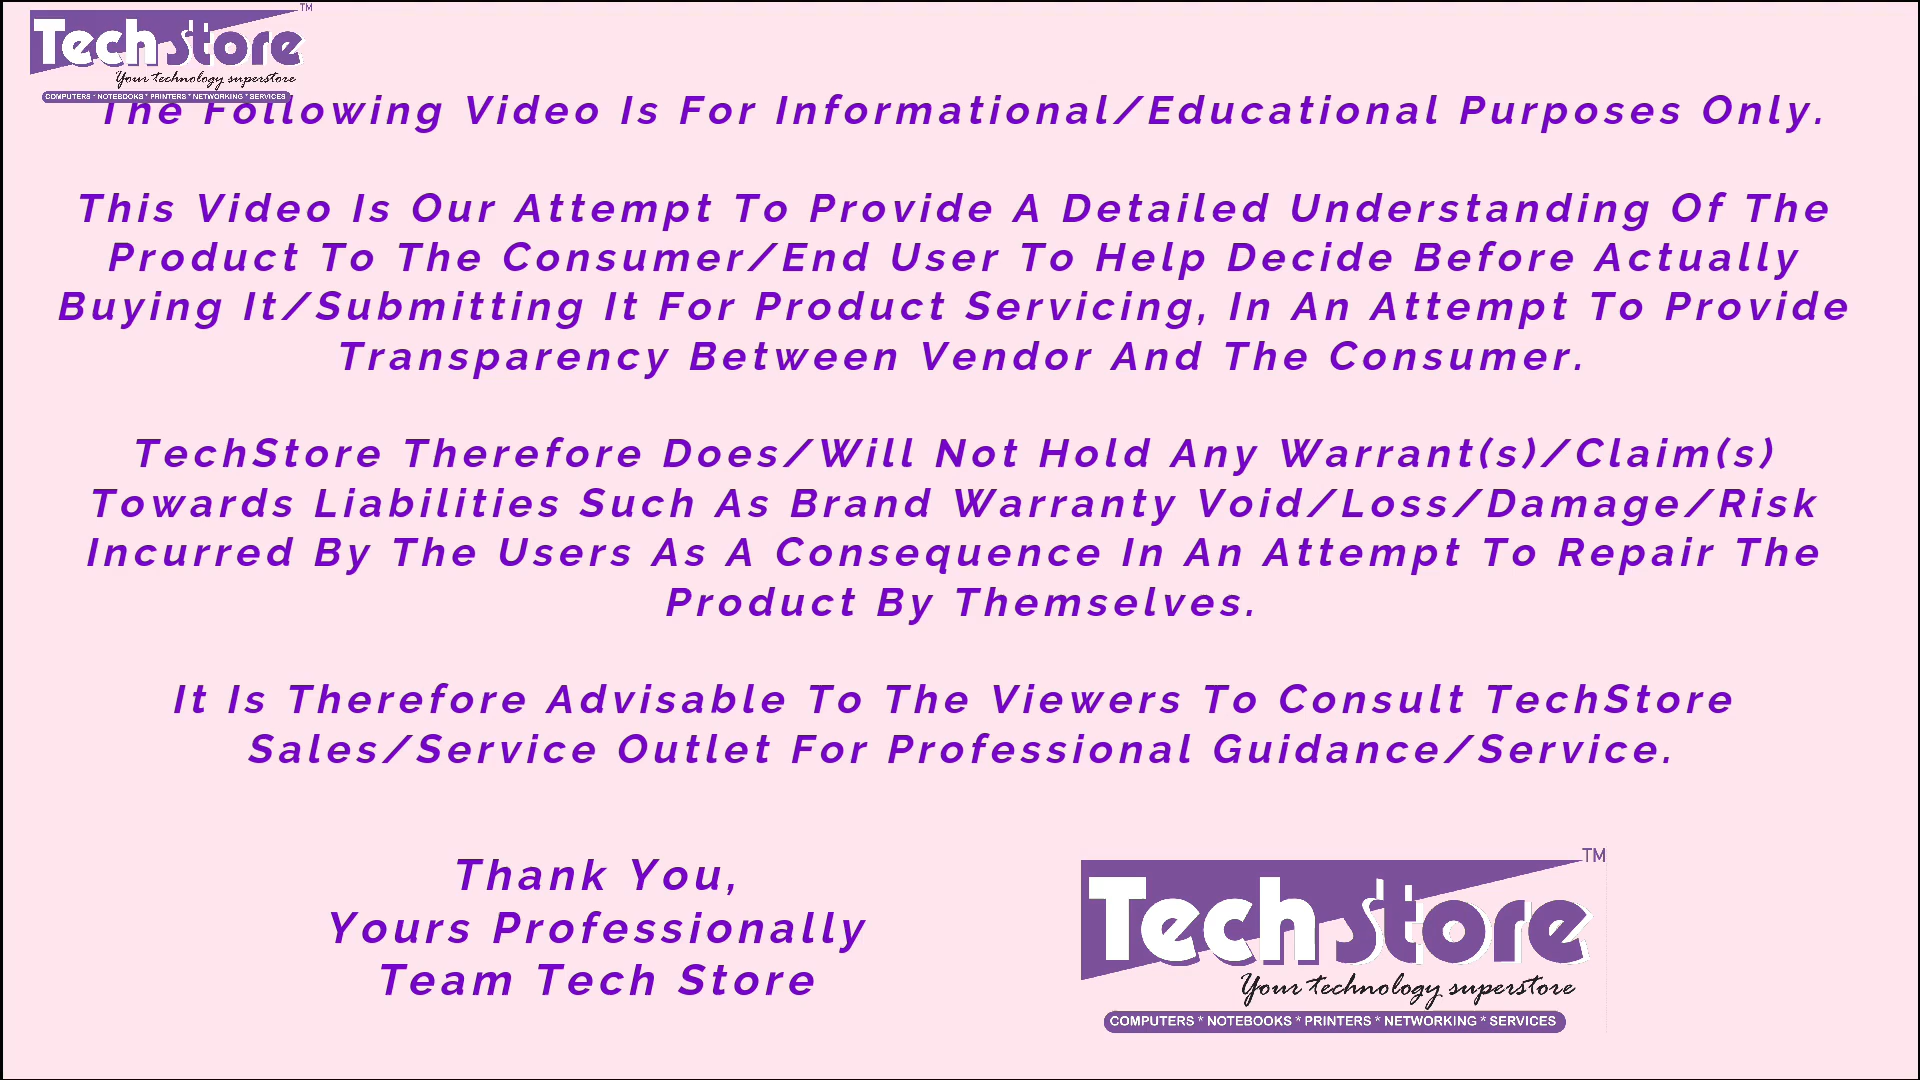 Tech Store TM
Your technology superstore
COMPUTERS * NOTEBOOKS * PRINTERS * NETWORKING * SERVICES
The Following Video Is For Informational/Educational Purposes Only.
This Video Is Our Attempt To Provide A Detailed Understanding Of The
Product To The Consumer/End User To Help Decide Before Actually
Buying It/Submitting It For Product Servicing, In An Attempt To Provide
Transparency Between Vendor And The Consumer.
TechStore Therefore Does/Will Not Hold Any Warrant(s)/Claim(s)
Towards Liabilities Such As Brand Warranty Void/Loss/Damage/Risk
Incurred By The Users As A Consequence In An Attempt To Repair The
Product By Themselves.
It Is Therefore Advisable To The Viewers To Consult TechStore
Sales/Service Outlet For Professional Guidance/Service.
Thank You,
Yours Professionally
Team Tech Store
Tech Store TM
Your technology superstore
COMPUTERS * NOTEBOOKS * PRINTERS * NETWORKING * SERVICES